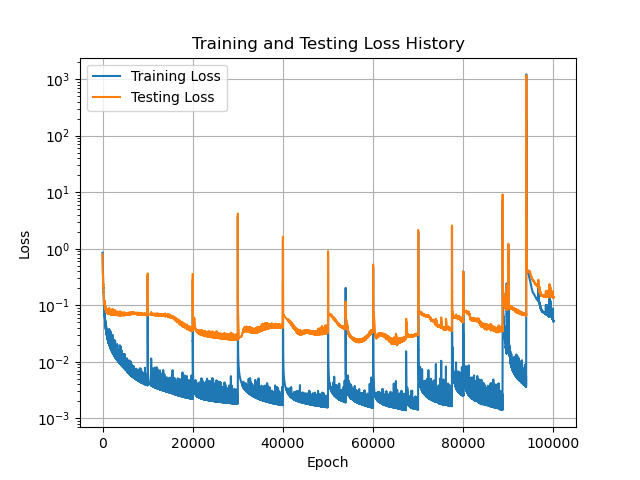 Training and Testing Loss History
Training Loss
Testing Loss
10³
10²
10¹
10⁰
10⁻¹
10⁻²
10⁻³
Loss
0 20000 40000 60000 80000 100000
Epoch